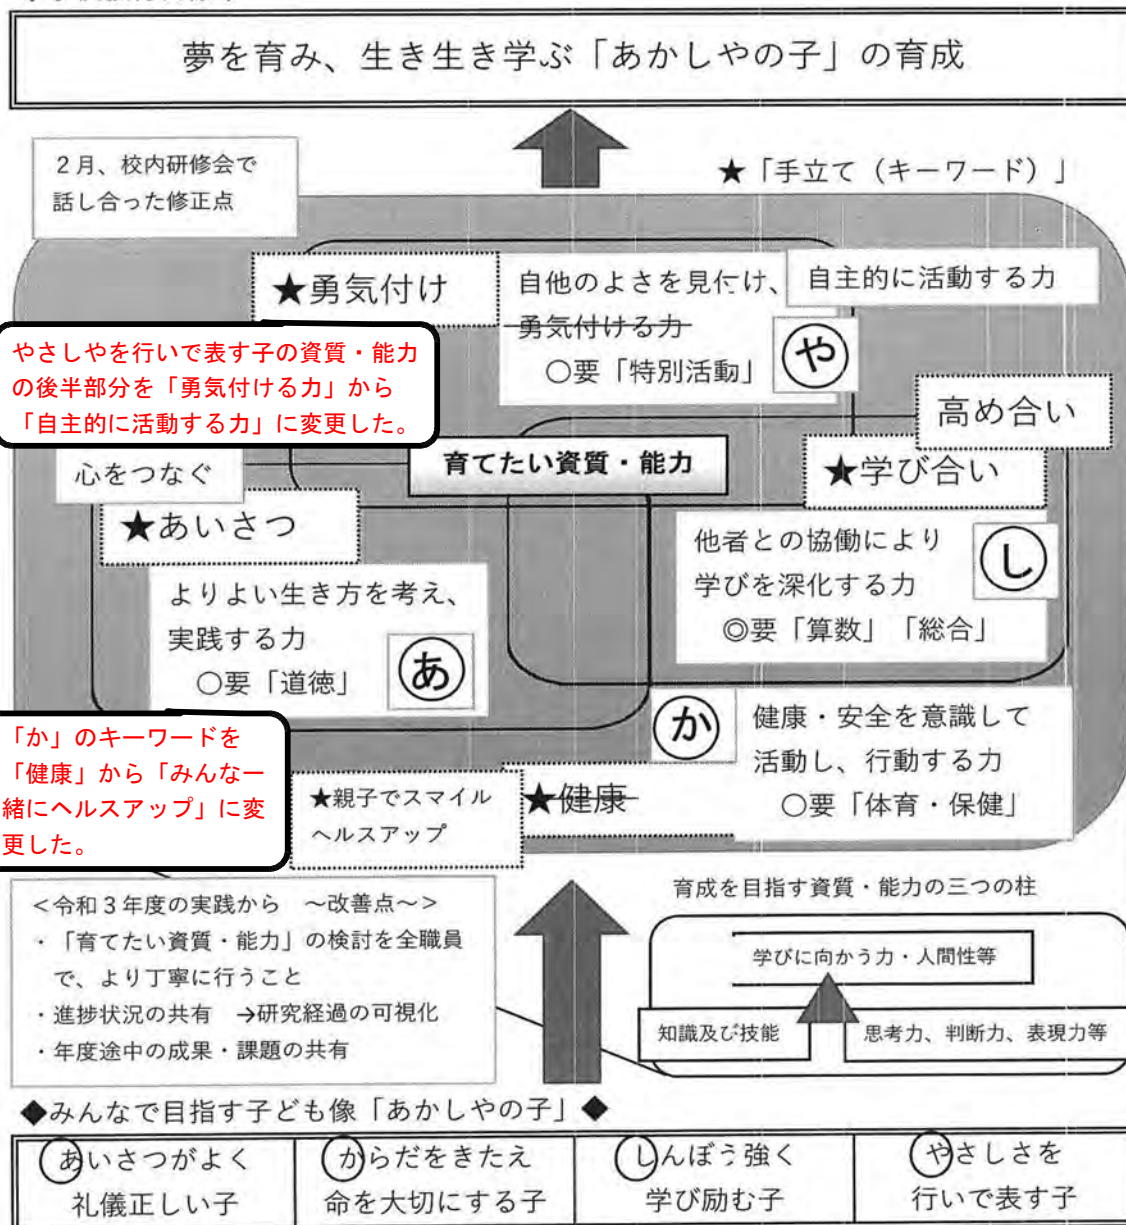 夢を育み、生き生き学ぶ「あかしやの子」の育成
2月、校内研修会で
話し合った修正点
★「手立て（キーワード）」
★勇気付け
自他のよさを見付け、
勇気付ける力
○要「特別活動」
や
自主的に活動する力
やさしやを行いで表す子の資質・能力
の後半部分を「勇気付ける力」から
「自主的に活動する力」に変更した。
高め合い
★学び合い
育てたい資質・能力
心をつなぐ
★あいさつ
他者との協働により
学びを深化する力
◎要「算数」「総合」
し
よりよい生き方を考え、
実践する力
○要「道徳」
あ
か
健康・安全を意識して
活動し、行動する力
○要「体育・保健」
「か」のキーワードを
「健康」から「みんな一
緒にヘルスアップ」に変
更した。
★親子でスマイル
ヘルスアップ
★健康
＜令和3年度の実践から　～改善点～＞
・「育てたい資質・能力」の検討を全職員
で、より丁寧に行うこと
・進捗状況の共有　→研究経過の可視化
・年度途中の成果・課題の共有
育成を目指す資質・能力の三つの柱
学びに向かう力・人間性等
知識及び技能
思考力、判断力、表現力等
◆みんなで目指す子ども像「あかしやの子」◆
あいさつがよく
礼儀正しい子
からだをきたえ
命を大切にする子
しんぼう強く
学び励む子
やさしさを
行いで表す子